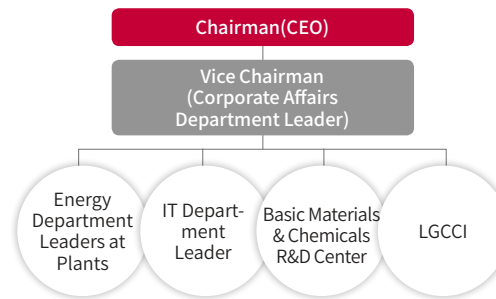 Chairman(CEO)
Vice Chairman
(Corporate Affairs
Department Leader)
Energy
Department
Leaders at
Plants
IT Depart-
ment
Leader
Basic Materials
& Chemicals
R&D Center
LGCCI